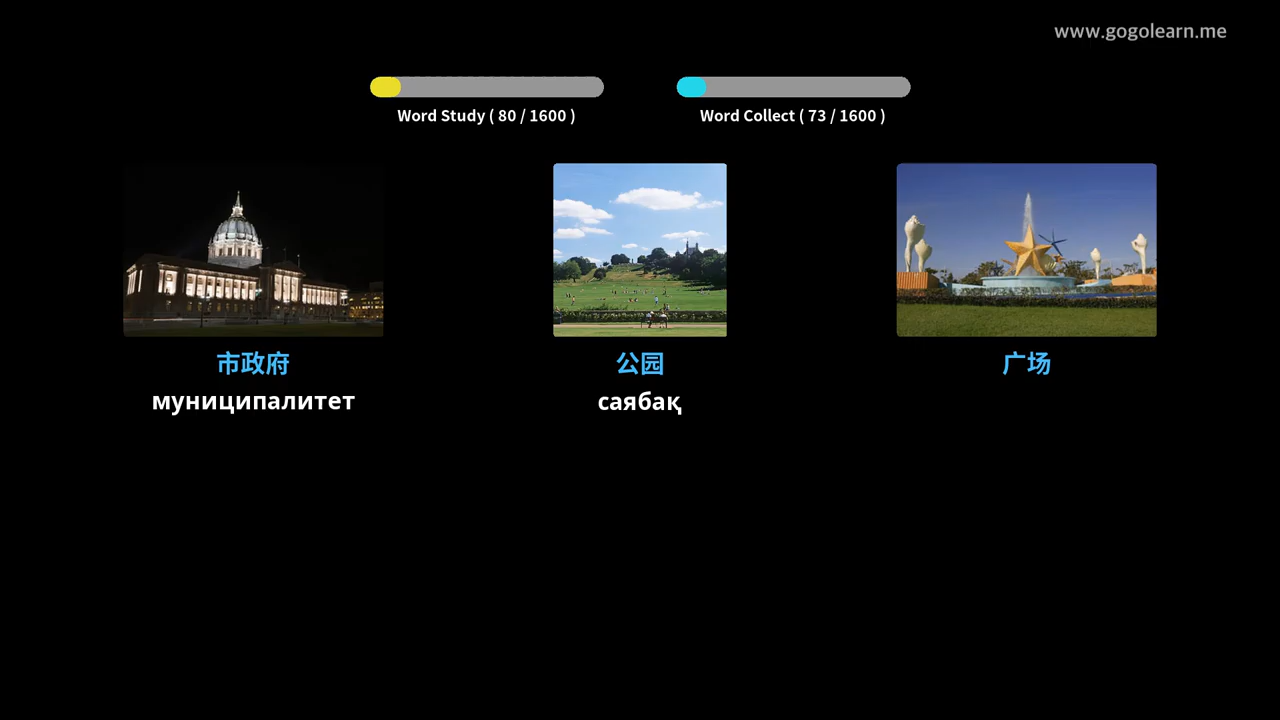 www.gogolearn.me
Word Study ( 80 / 1600 )
Word Collect ( 73 / 1600 )
市政府
公园
广场
муниципалитет
саябақ